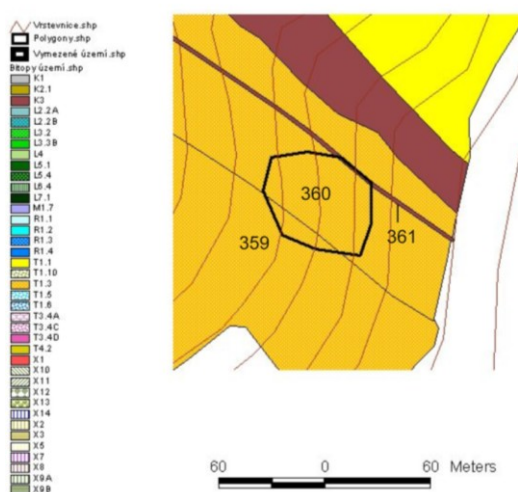 Vrstevnice.shp
Polygony.shp
Vymezené území.shp
Bitopy území.shp
K1
K2.1
K3
L2.2A
L2.2B
L3.2
L3.3B
L4
L5.1
L5.4
L6.4
L7.1
M1.7
R1.1
R1.2
R1.3
R1.4
T1.1
T1.10
T1.3
T1.5
T1.6
T3.4A
T3.4C
T3.4D
T4.2
X1
X10
X11
X12
X13
X14
X2
X3
X5
X7
X8
X9A
X9B
360
359
361
60 0 60 Meters